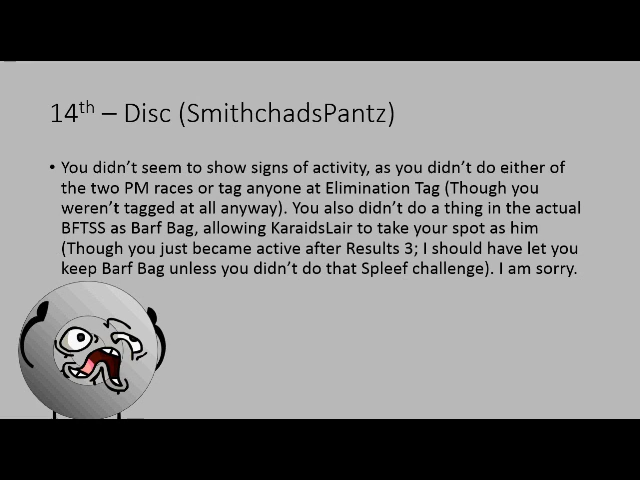 14th – Disc (SmithchadsPantz)
• You didn't seem to show signs of activity, as you didn't do either of
the two PM races or tag anyone at Elimination Tag (Though you
weren't tagged at all anyway). You also didn't do a thing in the actual
BFTSS as Barf Bag, allowing KaraidsLair to take your spot as him
(Though you just became active after Results 3; I should have let you
keep Barf Bag unless you didn't do that Spleef challenge). I am sorry.